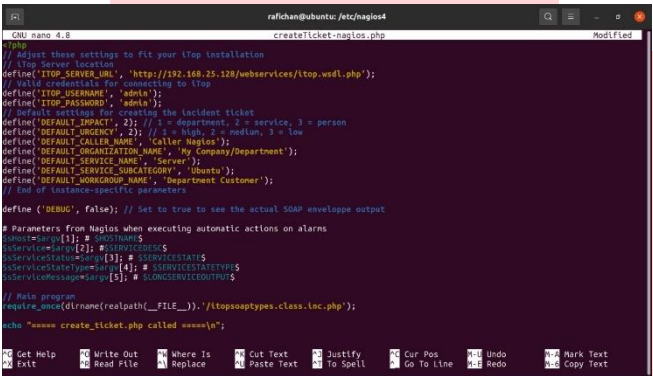 rafichan@ubuntu: /etc/nagios4
GNU nano 4.8 createTicket-nagios.php Modified
<?php
// Adjust these settings to fit your iTop installation
// iTop Server location
define('ITOP_SERVER_URL', 'http://192.168.25.128/webservices/itop.wsdl.php');
// Valid credentials for connecting to iTop
define('ITOP_USERNAME', 'admin');
define('ITOP_PASSWORD', 'admin');
// Default settings for creating the incident ticket
define('DEFAULT_IMPACT', 2); // 1 = department, 2 = service, 3 = person
define('DEFAULT_URGENCY', 2); // 1 = high, 2 = medium, 3 = low
define('DEFAULT_CALLER_NAME', 'Caller Nagios');
define('DEFAULT_ORGANIZATION_NAME', 'My Company/Department');
define('DEFAULT_SERVICE_NAME', 'Server');
define('DEFAULT_SERVICE_SUBCATEGORY', 'Ubuntu');
define('DEFAULT_WORKGROUP_NAME', 'Department Customer');
// End of instance-specific parameters
define ('DEBUG', false); // Set to true to see the actual SOAP enveloppe output
# Parameters from Nagios when executing automatic actions on alarms
$sHost=$argv[1]; # $HOSTNAME$
$sService=$argv[2]; #$SERVICEDESC$
$sServiceStatus=$argv[3]; # $SERVICESTATE$
$sServiceStateType=$argv[4]; # $SERVICESTATETYPE$
$sServiceMessage=$argv[5]; # $LONGSERVICEOUTPUT$
// Main program
require_once(dirname(realpath(__FILE__)).'/itopsoaptypes.class.inc.php');
echo "===== create_ticket.php called =====\n";
^G Get Help ^O Write Out ^W Where Is ^K Cut Text ^J Justify ^C Cur Pos M-U Undo M-A Mark Text
^X Exit ^R Read File ^\ Replace ^U Paste Text ^T To Spell ^_ Go To Line M-E Redo M-6 Copy Text